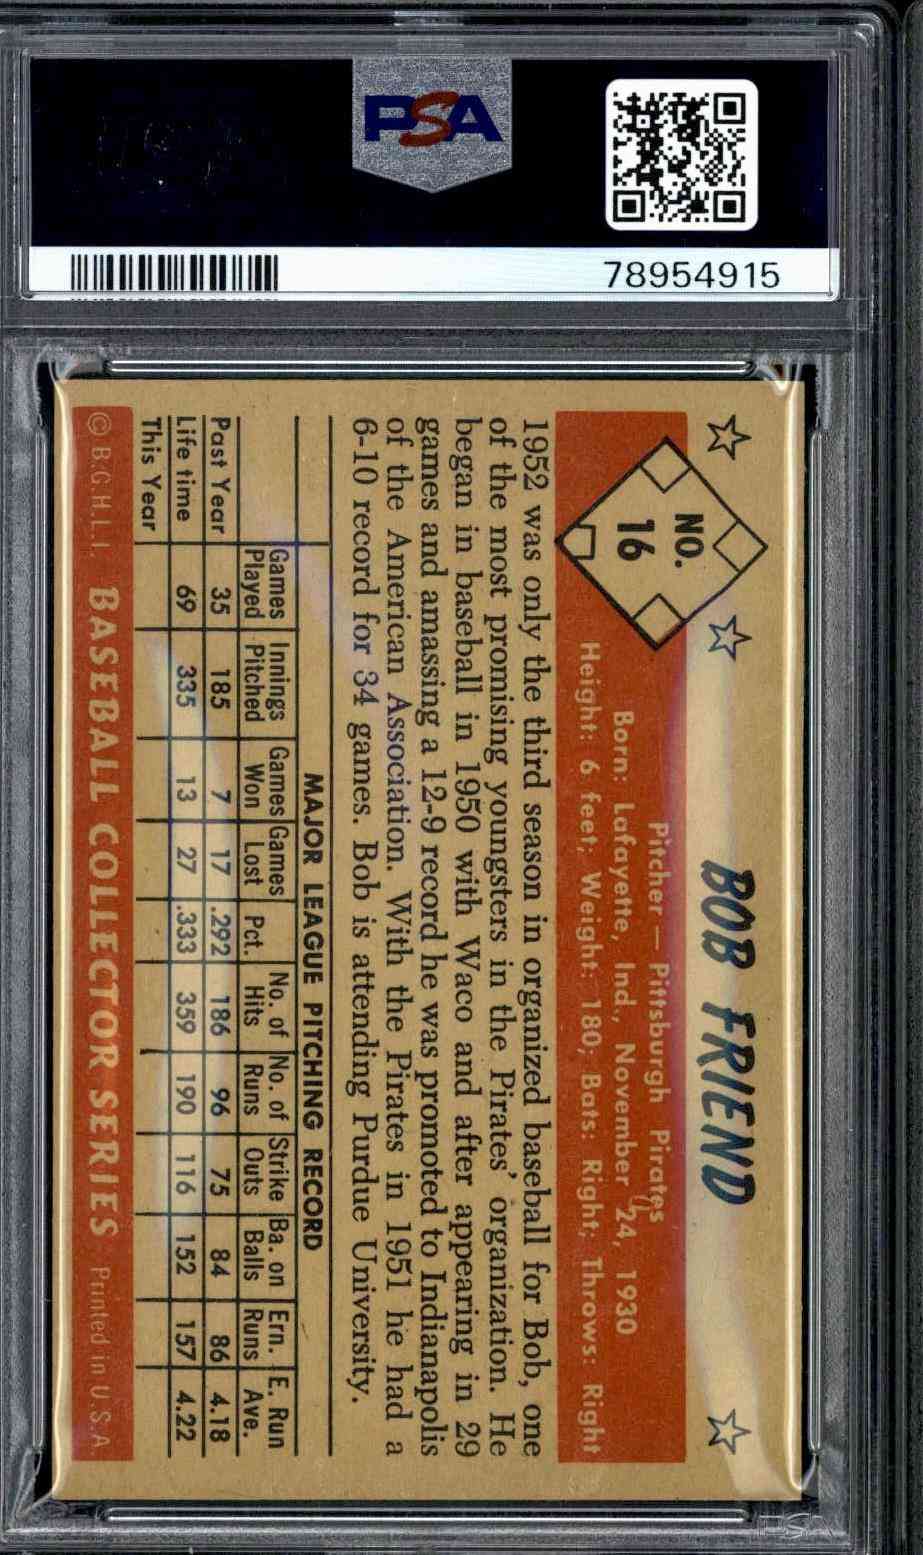 PSA
78954915
NO.
16
BOB FRIEND
Pitcher — Pittsburgh Pirates
Born: Lafayette, Ind., November 24, 1930
Height: 6 feet; Weight: 180; Bats: Right; Throws: Right
1952 was only the third season in organized baseball for Bob, one
of the most promising youngsters in the Pirates' organization. He
began in baseball in 1950 with Waco and after appearing in 29
games and amassing a 12-9 record he was promoted to Indianapolis
of the American Association. With the Pirates in 1951 he had a
6-10 record for 34 games. Bob is attending Purdue University.
MAJOR LEAGUE PITCHING RECORD
Games Played Innings Pitched Games Won Games Lost Pct. No. of Hits No. of Runs Strike Outs Ba. on Balls Ern. Runs E. Run Ave.
Past Year 35 185 7 17 .292 186 96 75 84 86 4.18
Life time 69 335 13 27 .333 359 190 116 152 157 4.22
This Year
© B.G.H.L.I. BASEBALL COLLECTOR SERIES Printed in U.S.A
PSA